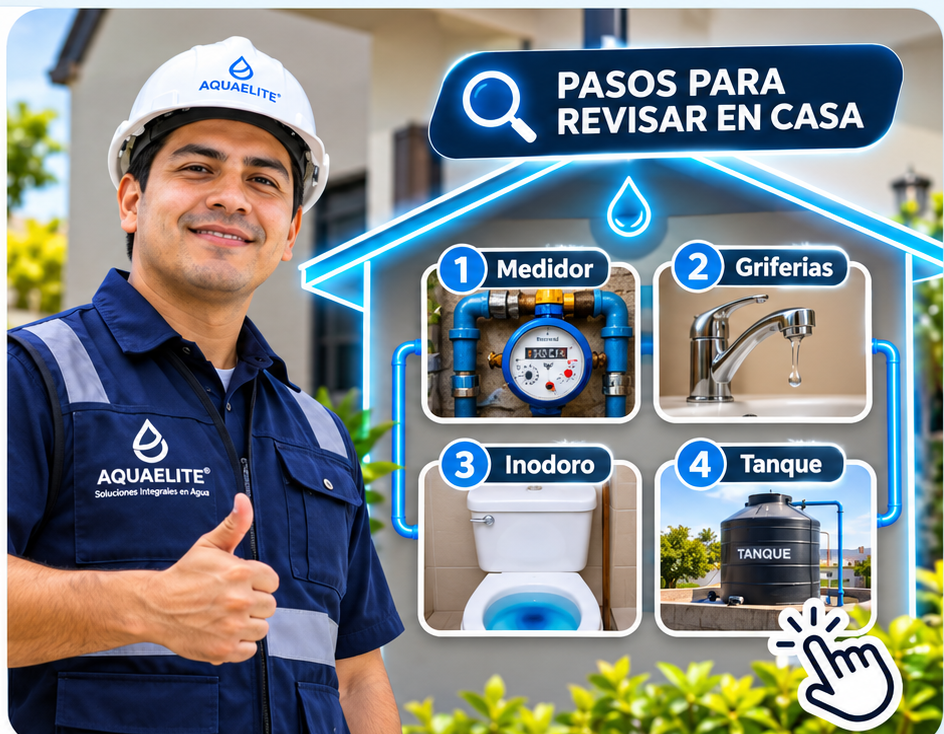 AQUAELITE®
PASOS PARA
REVISAR EN CASA
1 Medidor
2 Griferias
3 Inodoro
4 Tanque
TANQUE
AQUAELITE®
Soluciones Integrales en Agua